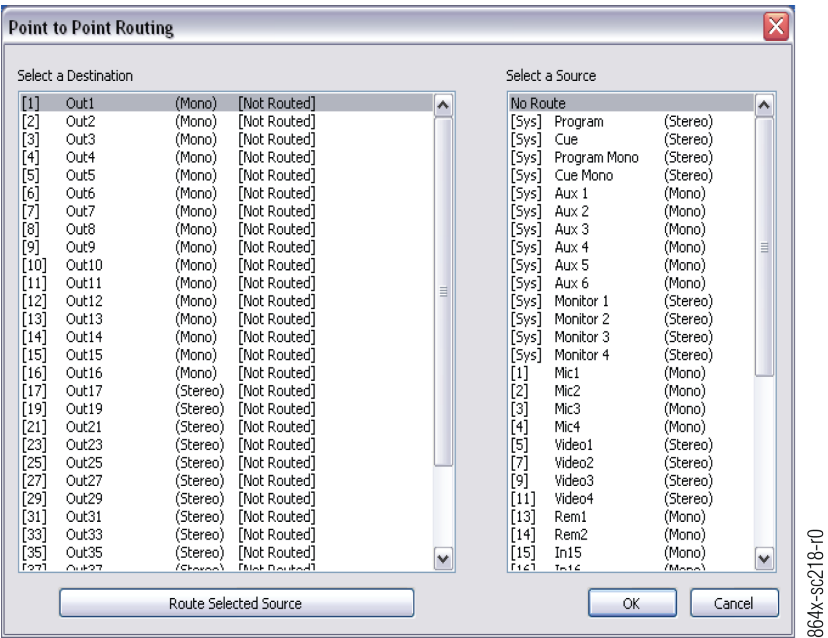 Point to Point Routing
Select a Destination
[1] Out1 (Mono) [Not Routed]
[2] Out2 (Mono) [Not Routed]
[3] Out3 (Mono) [Not Routed]
[4] Out4 (Mono) [Not Routed]
[5] Out5 (Mono) [Not Routed]
[6] Out6 (Mono) [Not Routed]
[7] Out7 (Mono) [Not Routed]
[8] Out8 (Mono) [Not Routed]
[9] Out9 (Mono) [Not Routed]
[10] Out10 (Mono) [Not Routed]
[11] Out11 (Mono) [Not Routed]
[12] Out12 (Mono) [Not Routed]
[13] Out13 (Mono) [Not Routed]
[14] Out14 (Mono) [Not Routed]
[15] Out15 (Mono) [Not Routed]
[16] Out16 (Mono) [Not Routed]
[17] Out17 (Stereo) [Not Routed]
[19] Out19 (Stereo) [Not Routed]
[21] Out21 (Stereo) [Not Routed]
[23] Out23 (Stereo) [Not Routed]
[25] Out25 (Stereo) [Not Routed]
[27] Out27 (Stereo) [Not Routed]
[29] Out29 (Stereo) [Not Routed]
[31] Out31 (Stereo) [Not Routed]
[33] Out33 (Stereo) [Not Routed]
[35] Out35 (Stereo) [Not Routed]
[37] Out37 (Stereo) [Not Routed]
Route Selected Source
Select a Source
No Route
[Sys] Program (Stereo)
[Sys] Cue (Stereo)
[Sys] Program Mono (Stereo)
[Sys] Cue Mono (Stereo)
[Sys] Aux 1 (Mono)
[Sys] Aux 2 (Mono)
[Sys] Aux 3 (Mono)
[Sys] Aux 4 (Mono)
[Sys] Aux 5 (Mono)
[Sys] Aux 6 (Mono)
[Sys] Monitor 1 (Stereo)
[Sys] Monitor 2 (Stereo)
[Sys] Monitor 3 (Stereo)
[Sys] Monitor 4 (Stereo)
[1] Mic1 (Mono)
[2] Mic2 (Mono)
[3] Mic3 (Mono)
[4] Mic4 (Mono)
[5] Video1 (Stereo)
[7] Video2 (Stereo)
[9] Video3 (Stereo)
[11] Video4 (Stereo)
[13] Rem1 (Mono)
[14] Rem2 (Mono)
[15] In15 (Mono)
[16] In16 (Mono)
OK
Cancel
864x-sc218-r0